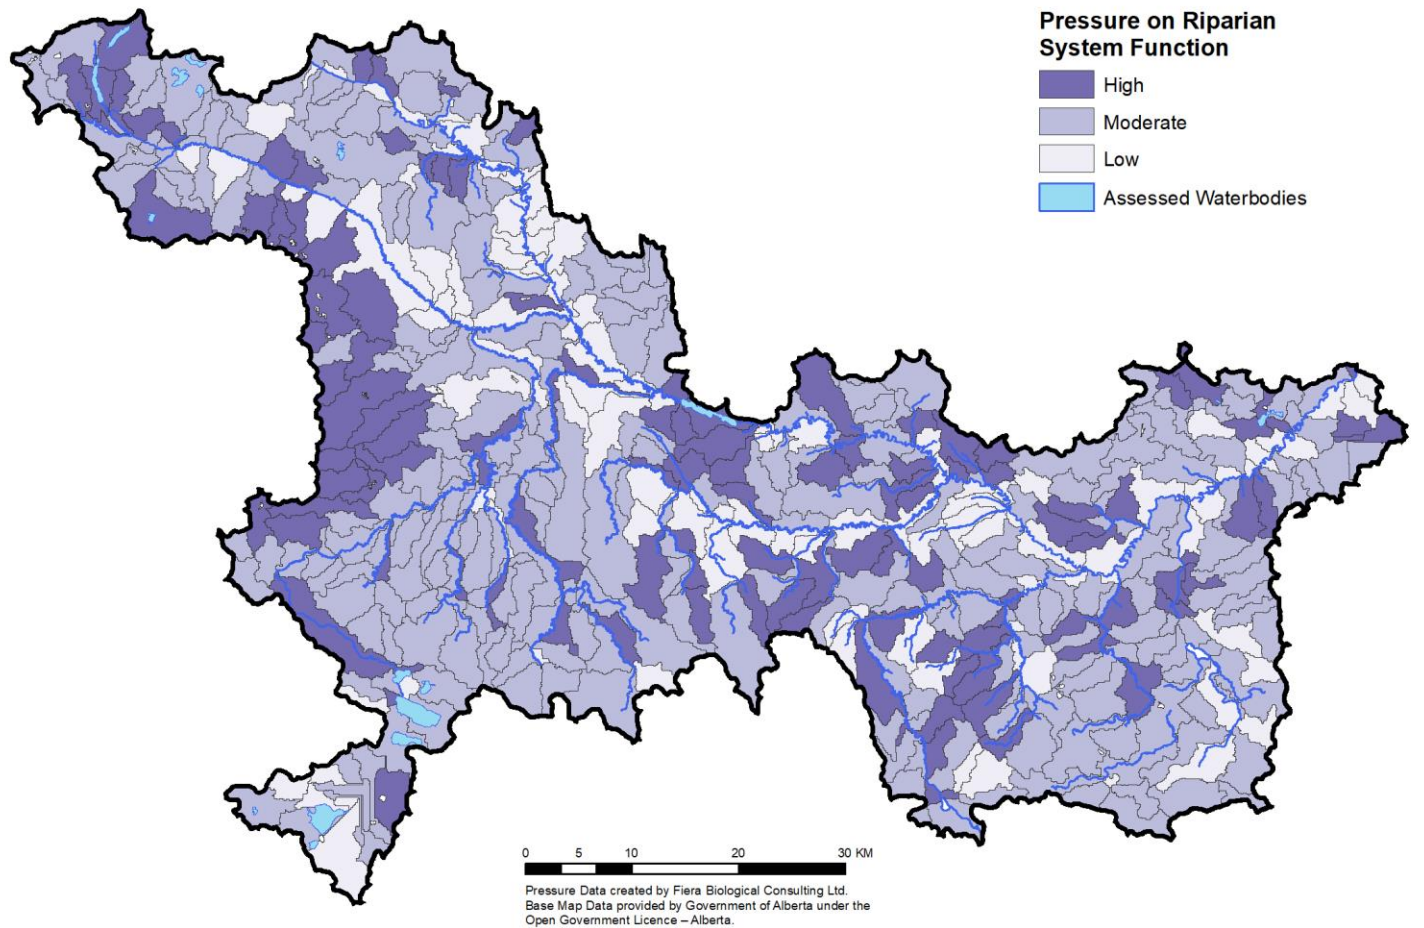 Pressure on Riparian
System Function
High
Moderate
Low
Assessed Waterbodies
0 5 10 20 30 KM
Pressure Data created by Fiera Biological Consulting Ltd.
Base Map Data provided by Government of Alberta under the
Open Government Licence – Alberta.